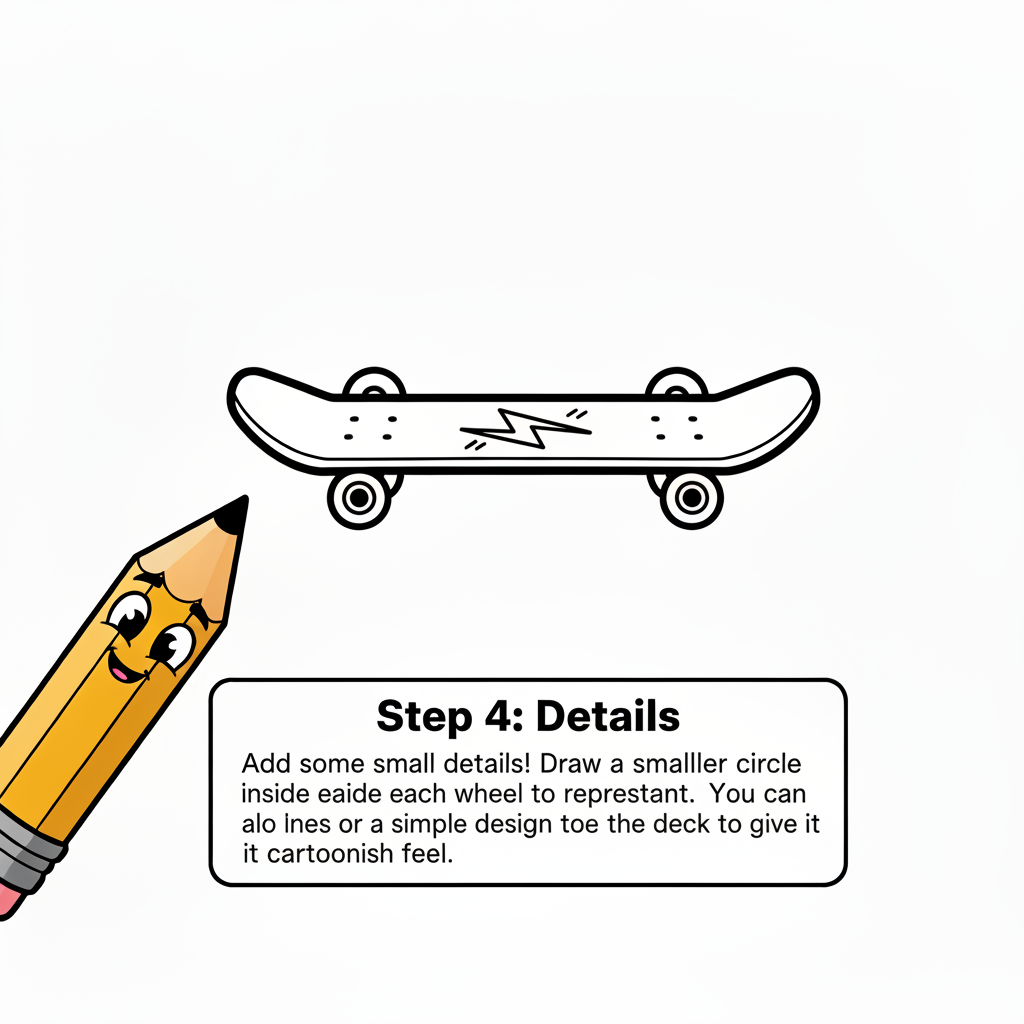 Step 4: Details
Add some small details! Draw a smalller circle
inside eaide each wheel to represtant. You can
alo lnes or a simple design toe the deck to give it
it cartoonish feel.